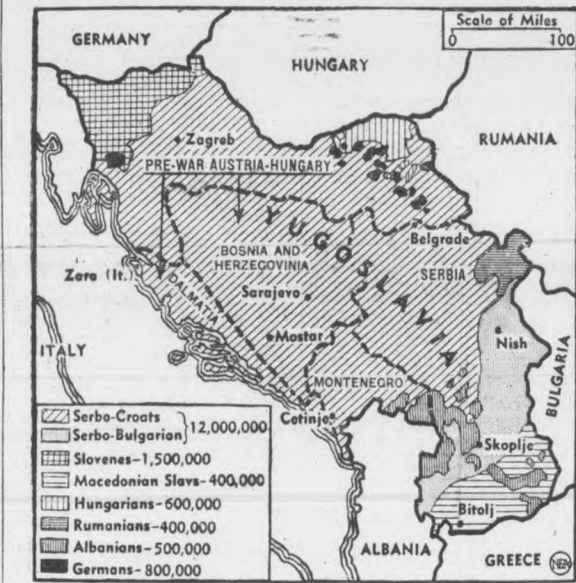 Scale of Miles
0 100
GERMANY
HUNGARY
RUMANIA
Zagreb
PRE-WAR AUSTRIA-HUNGARY
YUGOSLAVIA
Belgrade
BOSNIA AND
HERZEGOVINIA
SERBIA
Zara (It.)
DALMATIA
Sarajevo
Mostar
Nish
ITALY
MONTENEGRO
BULGARIA
Cetinje
Skoplje
Bitolj
ALBANIA
GREECE
NEA
Serbo-Croats
Serbo-Bulgarian } 12,000,000
Slovenes-1,500,000
Macedonian Slavs-400,000
Hungarians-600,000
Rumanians-400,000
Albanians-500,000
Germans-800,000